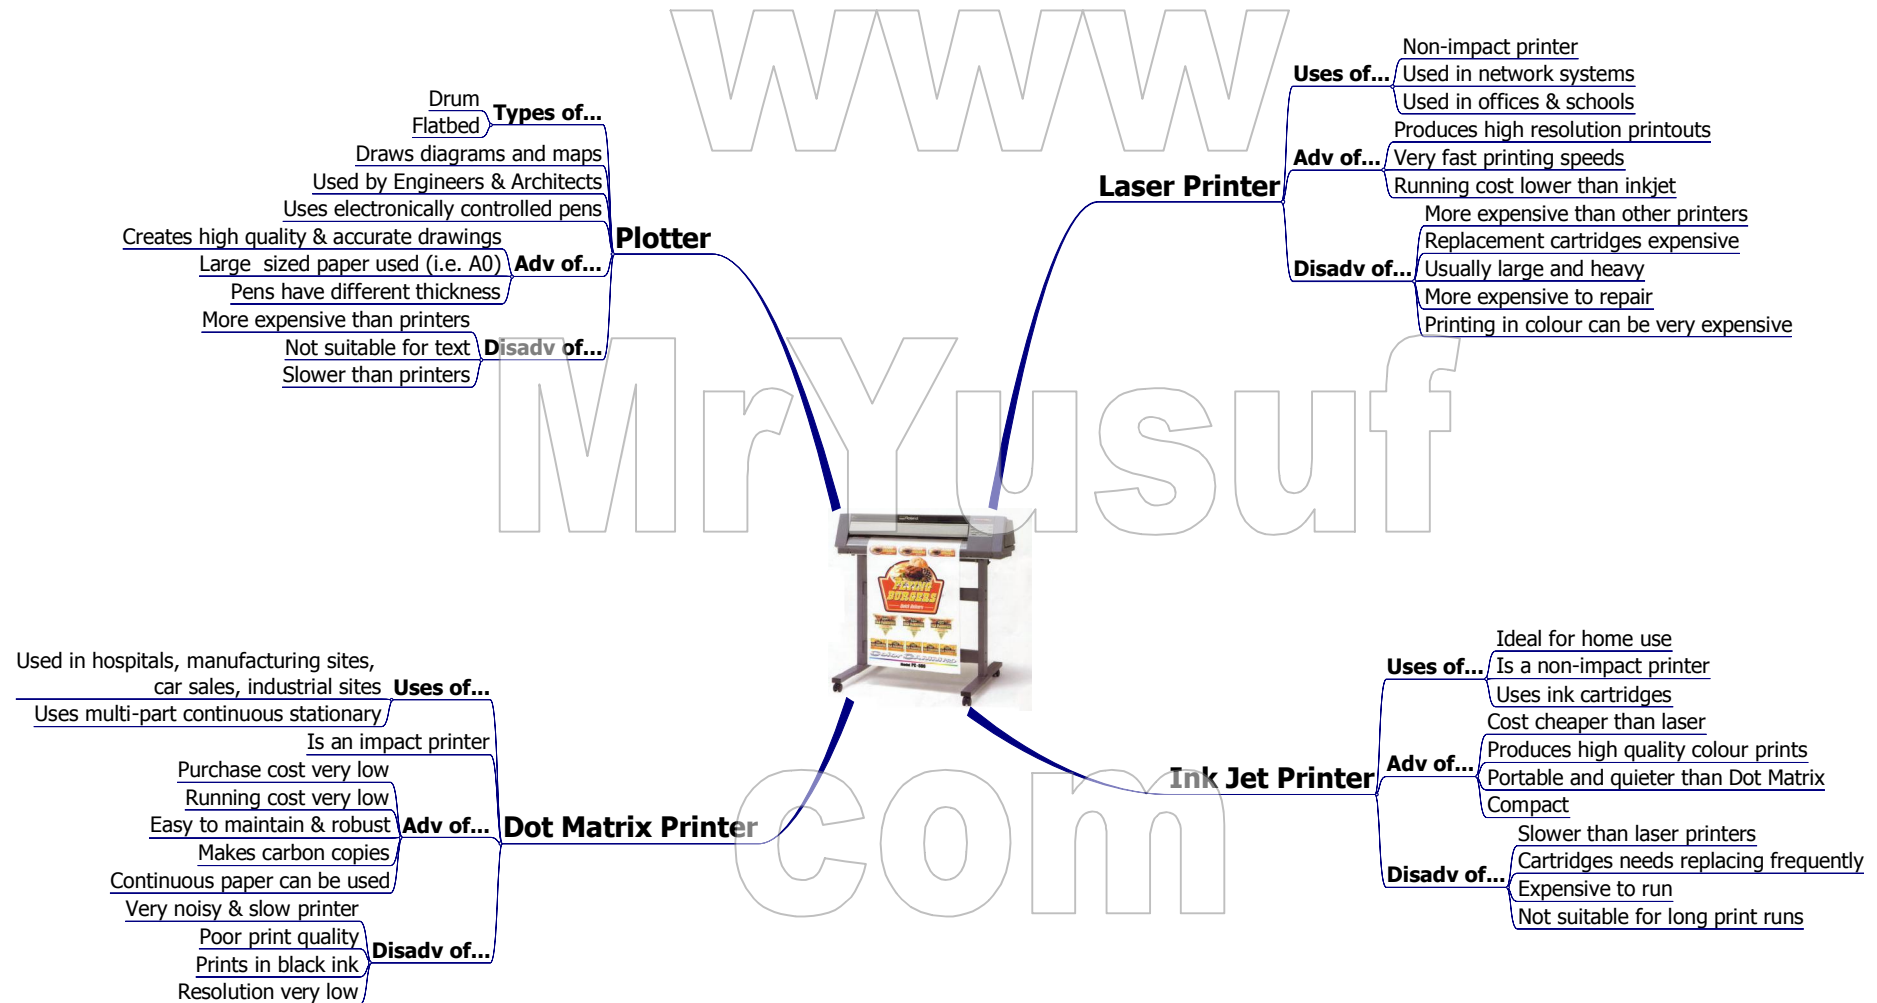 www
MrYusuf
com
Plotter
Types of...
Drum
Flatbed
Draws diagrams and maps
Used by Engineers & Architects
Uses electronically controlled pens
Adv of...
Creates high quality & accurate drawings
Large  sized paper used (i.e. A0)
Pens have different thickness
Disadv of...
More expensive than printers
Not suitable for text
Slower than printers
Laser Printer
Uses of...
Non-impact printer
Used in network systems
Used in offices & schools
Adv of...
Produces high resolution printouts
Very fast printing speeds
Running cost lower than inkjet
Disadv of...
More expensive than other printers
Replacement cartridges expensive
Usually large and heavy
More expensive to repair
Printing in colour can be very expensive
FLYING
BURGERS
Dot Matrix Printer
Uses of...
Used in hospitals, manufacturing sites,
car sales, industrial sites
Uses multi-part continuous stationary
Is an impact printer
Adv of...
Purchase cost very low
Running cost very low
Easy to maintain & robust
Makes carbon copies
Continuous paper can be used
Disadv of...
Very noisy & slow printer
Poor print quality
Prints in black ink
Resolution very low
Ink Jet Printer
Uses of...
Ideal for home use
Is a non-impact printer
Uses ink cartridges
Adv of...
Cost cheaper than laser
Produces high quality colour prints
Portable and quieter than Dot Matrix
Compact
Disadv of...
Slower than laser printers
Cartridges needs replacing frequently
Expensive to run
Not suitable for long print runs